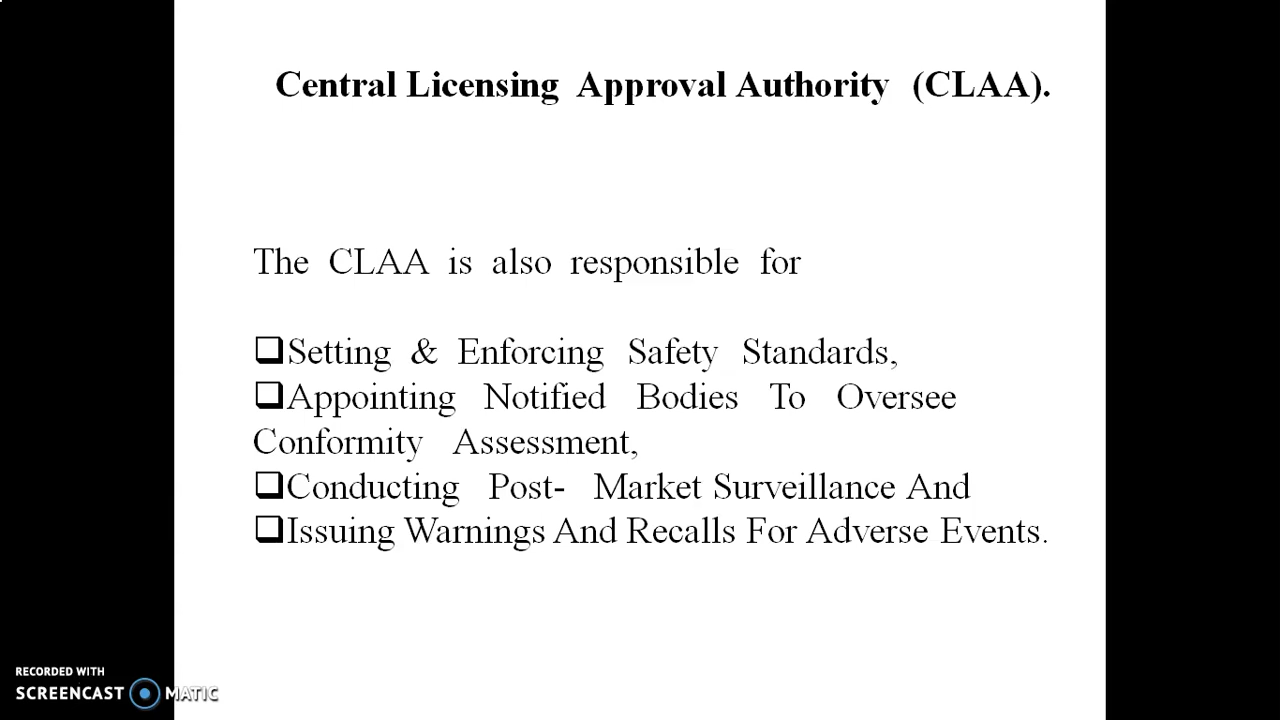 Central Licensing Approval Authority (CLAA).
The CLAA is also responsible for
❑Setting & Enforcing Safety Standards,
❑Appointing Notified Bodies To Oversee
Conformity Assessment,
❑Conducting Post- Market Surveillance And
❑Issuing Warnings And Recalls For Adverse Events.
RECORDED WITH
SCREENCAST MATIC